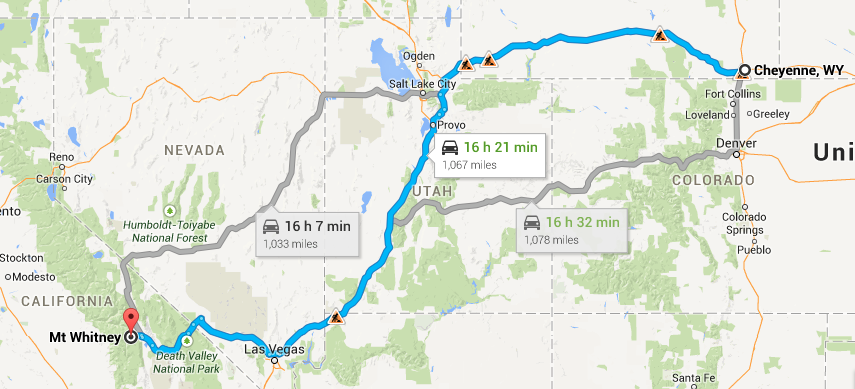 Ogden
Salt Lake City
Cheyenne, WY
Fort Collins
Loveland
Greeley
Provo
Reno
NEVADA
16 h 21 min
1,067 miles
Denver
Uni
Carson City
UTAH
COLORADO
ento
Humboldt-Toiyabe
National Forest
16 h 7 min
1,033 miles
16 h 32 min
1,078 miles
Colorado
Springs
Pueblo
Stockton
Modesto
CALIFORNIA
Mt Whitney
Death Valley
National Park
Las Vegas
Santa Fe